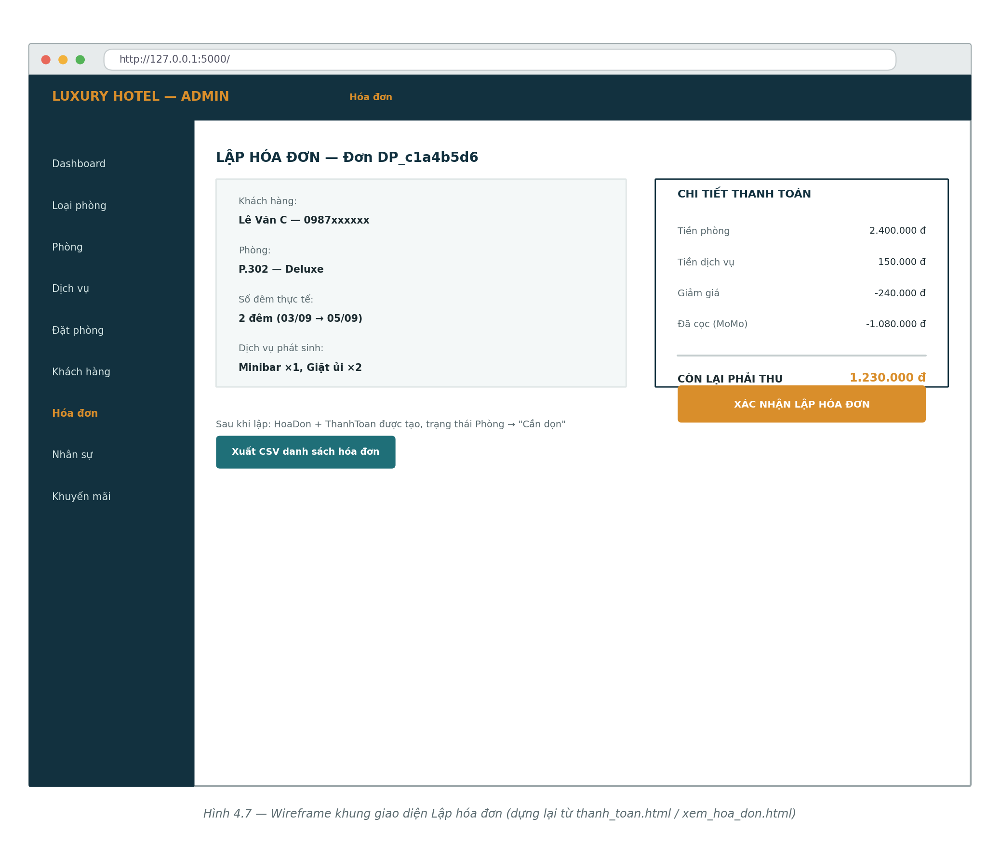 http://127.0.0.1:5000/
LUXURY HOTEL — ADMIN
Hóa đơn
Dashboard
Loại phòng
Phòng
Dịch vụ
Đặt phòng
Khách hàng
Hóa đơn
Nhân sự
Khuyến mãi
LẬP HÓA ĐƠN — Đơn DP_c1a4b5d6
Khách hàng:
Lê Văn C — 0987xxxxxx
Phòng:
P.302 — Deluxe
Số đêm thực tế:
2 đêm (03/09 → 05/09)
Dịch vụ phát sinh:
Minibar ×1, Giặt ủi ×2
CHI TIẾT THANH TOÁN
Tiền phòng 2.400.000 đ
Tiền dịch vụ 150.000 đ
Giảm giá -240.000 đ
Đã cọc (MoMo) -1.080.000 đ
CÒN LẠI PHẢI THU 1.230.000 đ
XÁC NHẬN LẬP HÓA ĐƠN
Sau khi lập: HoaDon + ThanhToan được tạo, trạng thái Phòng → "Cần dọn"
Xuất CSV danh sách hóa đơn
Hình 4.7 — Wireframe khung giao diện Lập hóa đơn (dựng lại từ thanh_toan.html / xem_hoa_don.html)